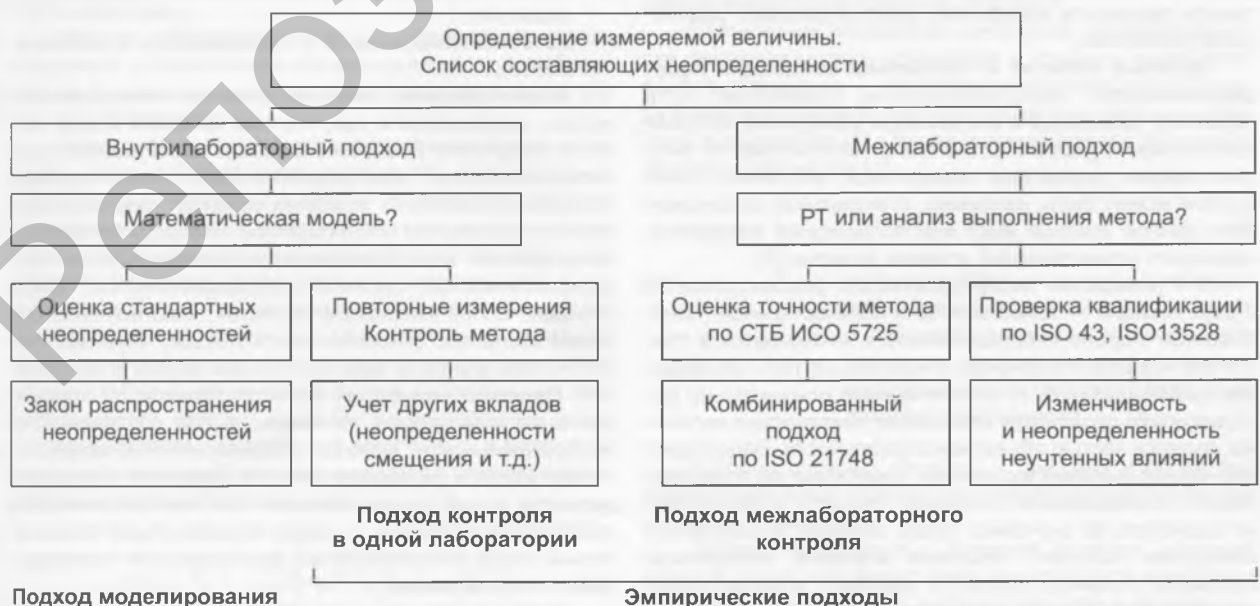 Репоз
Определение измеряемой величины.
Список составляющих неопределенности
Внутрилабораторный подход
Межлабораторный подход
Математическая модель?
РТ или анализ выполнения метода?
Оценка стандартных
неопределенностей
Повторные измерения
Контроль метода
Оценка точности метода
по СТБ ИСО 5725
Проверка квалификации
по ISO 43, ISO13528
Закон распространения
неопределенностей
Учет других вкладов
(неопределенность
смещения и т.д.)
Комбинированный
подход
по ISO 21748
Изменчивость
и неопределенность
неучтенных влияний
Подход контроля
в одной лаборатории
Подход межлабораторного
контроля
Подход моделирования
Эмпирические подходы